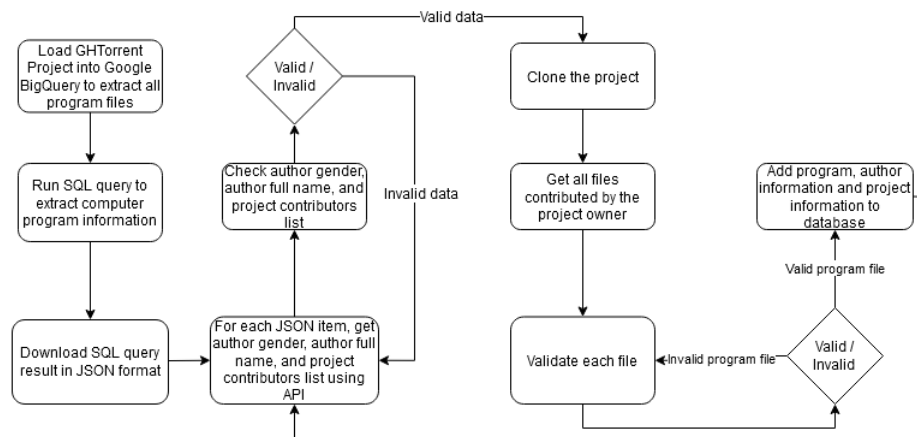 Load GHTorrent
Project into Google
BigQuery to extract all
program files
Run SQL query to
extract computer
program information
Download SQL query
result in JSON format
For each JSON item, get
author gender, author full
name, and project
contributors list using
API
Check author gender,
author full name, and
project contributors
list
Valid /
Invalid
Invalid data
Valid data
Clone the project
Get all files
contributed by the
project owner
Validate each file
Invalid program file
Valid /
Invalid
Valid program file
Add program, author
information and project
information to
database